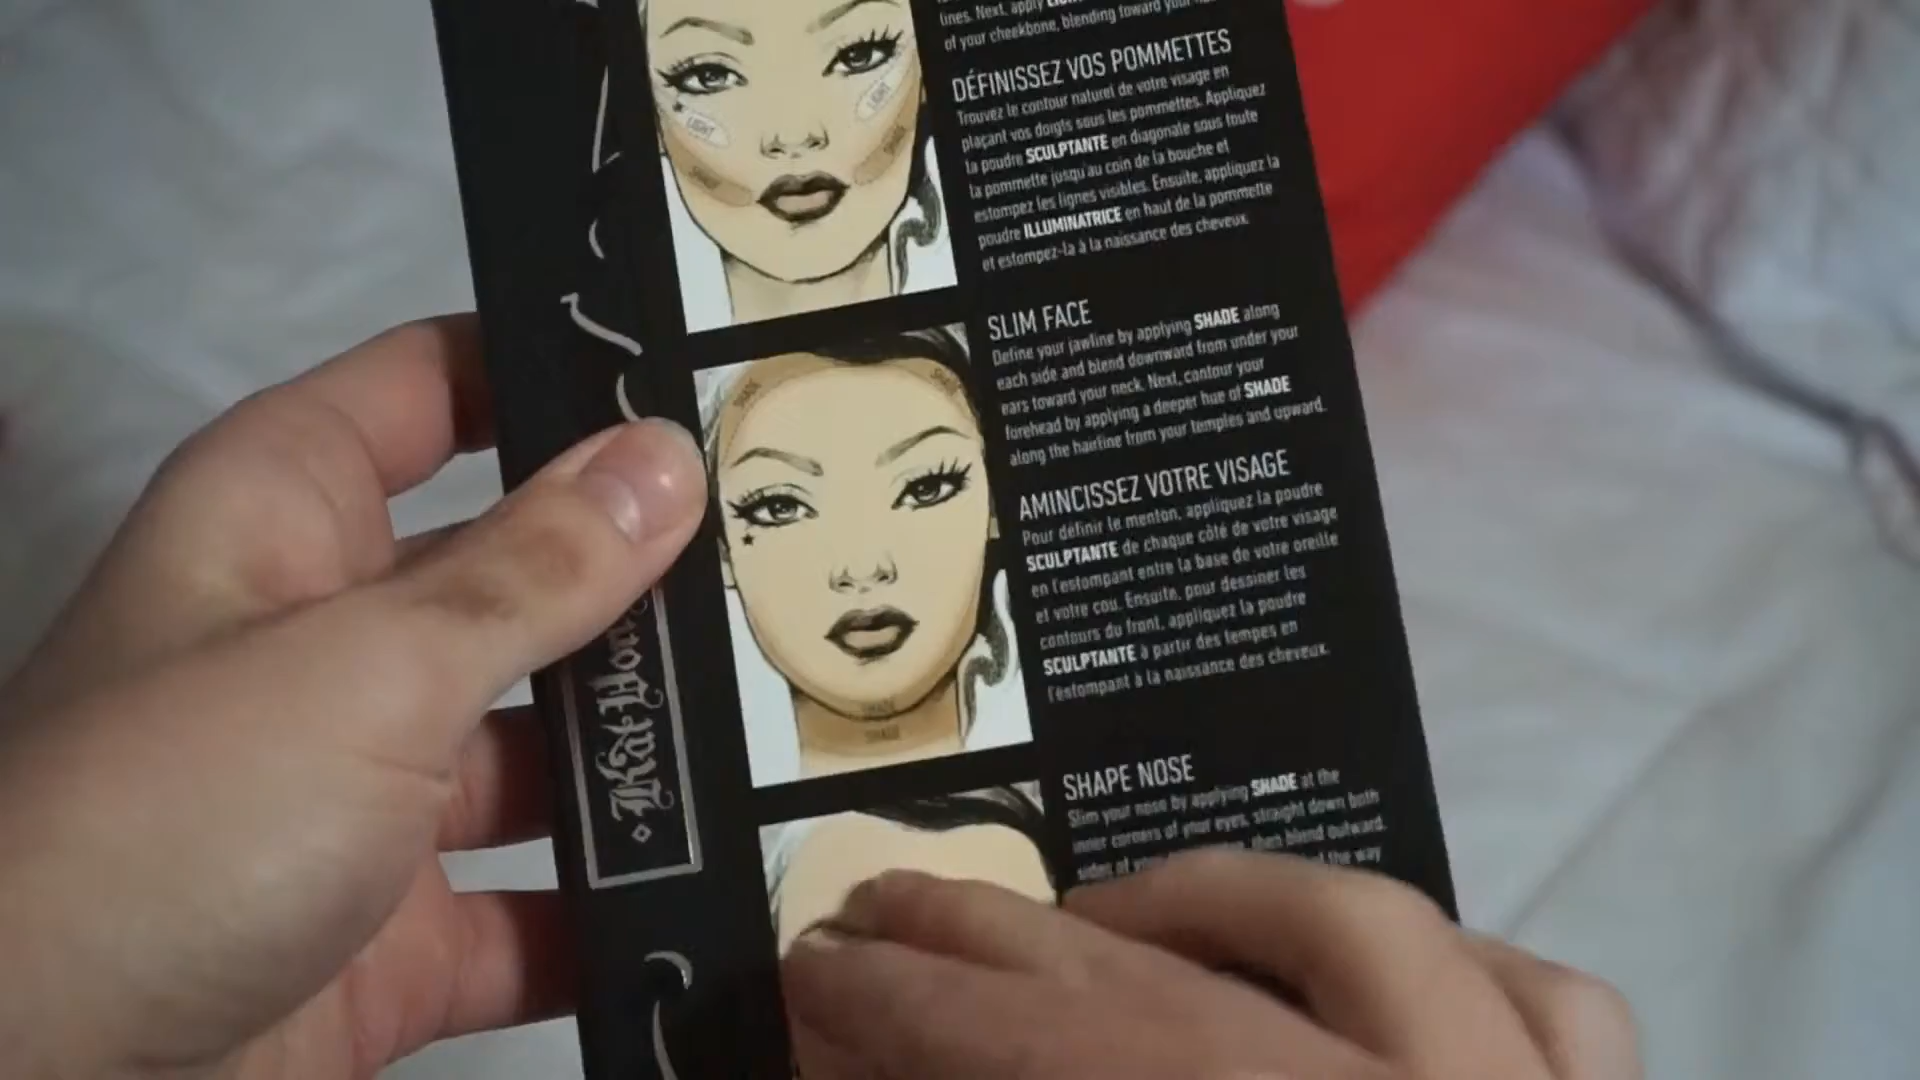 lines. Next, apply
of your cheekbone, blending toward your
DÉFINISSEZ VOS POMMETTES
Trouvez le contour naturel de votre visage en
plaçant vos doigts sous les pommettes. Appliquez
la poudre SCULPTANTE en diagonale sous toute
la pommette jusqu'au coin de la bouche et
estompez les lignes visibles. Ensuite, appliquez la
poudre ILLUMINATRICE en haut de la pommette
et estompez-la à la naissance des cheveux.
LIGHT
LIGHT
SHADE
SLIM FACE
Define your jawline by applying SHADE along
each side and blend downward from under your
ears toward your neck. Next, contour your
forehead by applying a deeper hue of SHADE
along the hairline from your temples and upward.
AMINCISSEZ VOTRE VISAGE
Pour définir le menton, appliquez la poudre
SCULPTANTE de chaque côté de votre visage
en l'estompant entre la base de votre oreille
et votre cou. Ensuite, pour dessiner les
contours du front, appliquez la poudre
SCULPTANTE à partir des tempes en
l'estompant à la naissance des cheveux.
SHADE
SHADE
SHADE
SHAPE NOSE
Slim your nose by applying SHADE at the
inner corners of your eyes, straight down both
sides of then blend outward.
the way
Kat Von